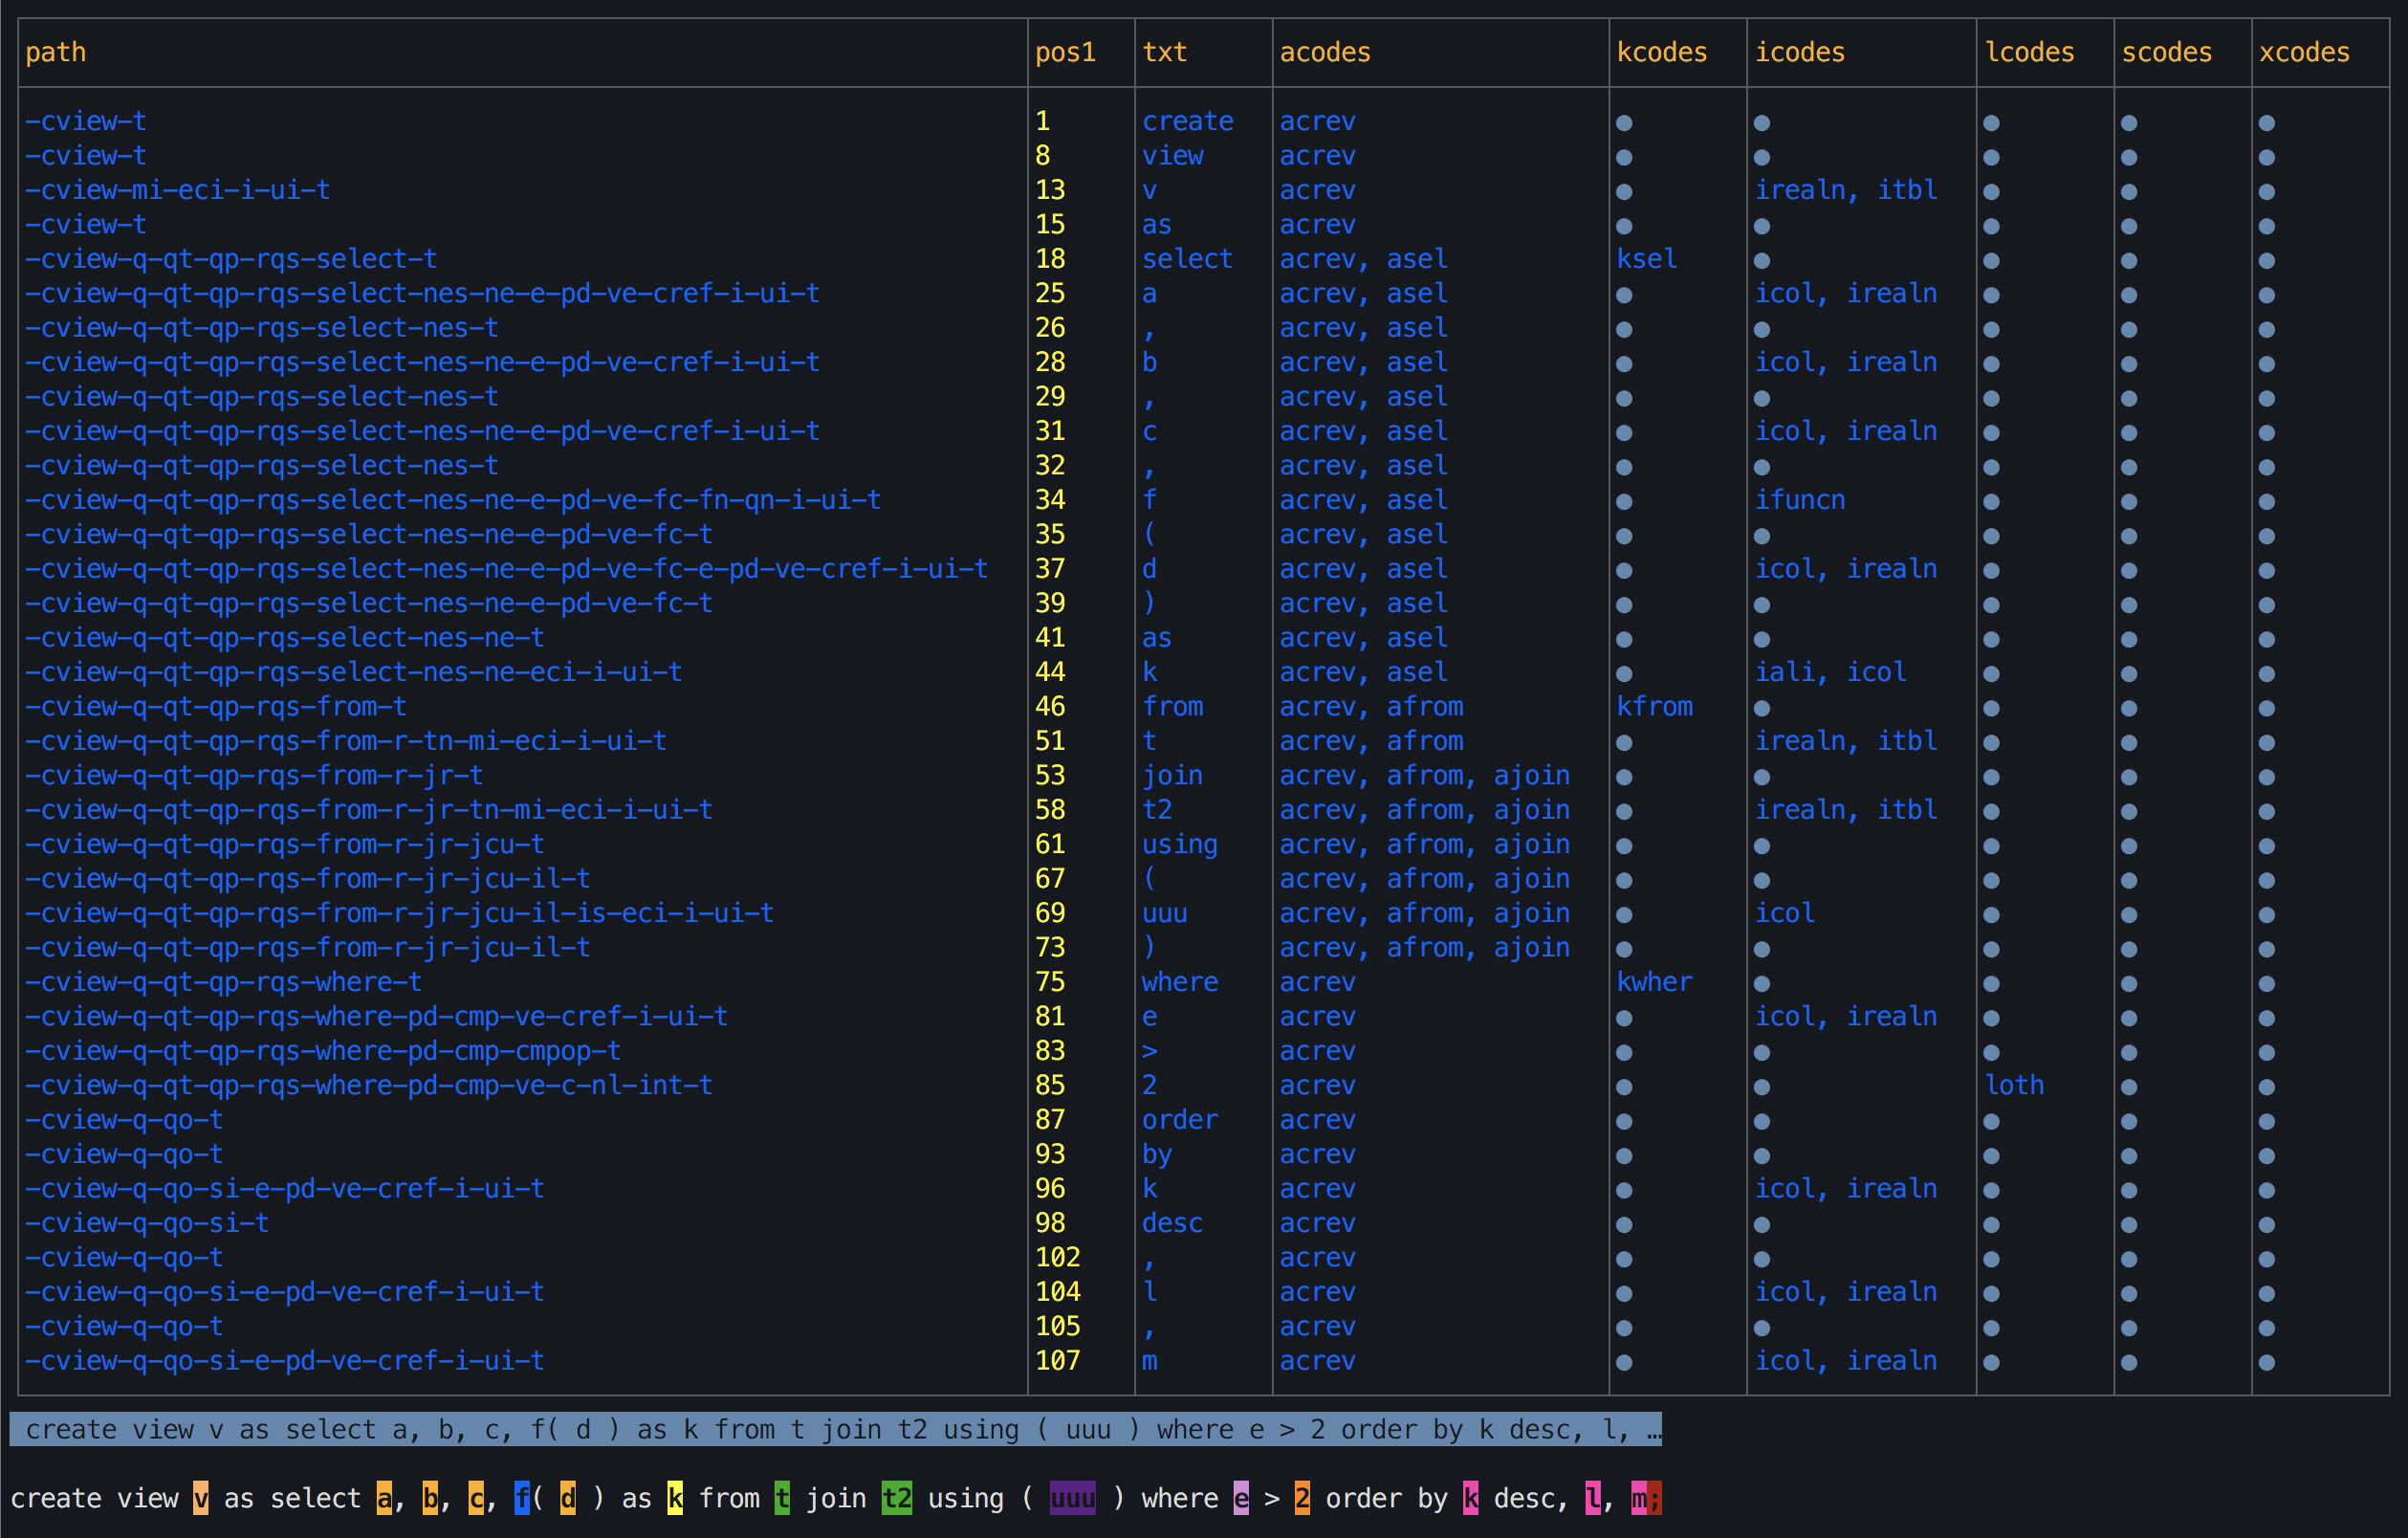 path pos1 txt acodes kcodes icodes lcodes scodes xcodes
—cview—t 1 create acrev ● ● ● ● ●
—cview—t 8 view acrev ● ● ● ● ●
—cview—mi—eci—i—ui—t 13 v acrev ● irealn, itbl ● ● ●
—cview—t 15 as acrev ● ● ● ● ●
—cview—q—qt—qp—rqs—select—t 18 select acrev, asel ksel ● ● ● ●
—cview—q—qt—qp—rqs—select—nes—ne—e—pd—ve—cref—i—ui—t 25 a acrev, asel ● icol, irealn ● ● ●
—cview—q—qt—qp—rqs—select—nes—t 26 , acrev, asel ● ● ● ● ●
—cview—q—qt—qp—rqs—select—nes—ne—e—pd—ve—cref—i—ui—t 28 b acrev, asel ● icol, irealn ● ● ●
—cview—q—qt—qp—rqs—select—nes—t 29 , acrev, asel ● ● ● ● ●
—cview—q—qt—qp—rqs—select—nes—ne—e—pd—ve—cref—i—ui—t 31 c acrev, asel ● icol, irealn ● ● ●
—cview—q—qt—qp—rqs—select—nes—t 32 , acrev, asel ● ● ● ● ●
—cview—q—qt—qp—rqs—select—nes—ne—e—pd—ve—fc—fn—qn—i—ui—t 34 f acrev, asel ● ifuncn ● ● ●
—cview—q—qt—qp—rqs—select—nes—ne—e—pd—ve—fc—t 35 ( acrev, asel ● ● ● ● ●
—cview—q—qt—qp—rqs—select—nes—ne—e—pd—ve—fc—e—pd—ve—cref—i—ui—t 37 d acrev, asel ● icol, irealn ● ● ●
—cview—q—qt—qp—rqs—select—nes—ne—e—pd—ve—fc—t 39 ) acrev, asel ● ● ● ● ●
—cview—q—qt—qp—rqs—select—nes—ne—t 41 as acrev, asel ● ● ● ● ●
—cview—q—qt—qp—rqs—select—nes—ne—eci—i—ui—t 44 k acrev, asel ● iali, icol ● ● ●
—cview—q—qt—qp—rqs—from—t 46 from acrev, afrom kfrom ● ● ● ●
—cview—q—qt—qp—rqs—from—r—tn—mi—eci—i—ui—t 51 t acrev, afrom ● irealn, itbl ● ● ●
—cview—q—qt—qp—rqs—from—r—jr—t 53 join acrev, afrom, ajoin ● ● ● ● ●
—cview—q—qt—qp—rqs—from—r—jr—tn—mi—eci—i—ui—t 58 t2 acrev, afrom, ajoin ● irealn, itbl ● ● ●
—cview—q—qt—qp—rqs—from—r—jr—jcu—t 61 using acrev, afrom, ajoin ● ● ● ● ●
—cview—q—qt—qp—rqs—from—r—jr—jcu—il—t 67 ( acrev, afrom, ajoin ● ● ● ● ●
—cview—q—qt—qp—rqs—from—r—jr—jcu—il—is—eci—i—ui—t 69 uuu acrev, afrom, ajoin ● icol ● ● ●
—cview—q—qt—qp—rqs—from—r—jr—jcu—il—t 73 ) acrev, afrom, ajoin ● ● ● ● ●
—cview—q—qt—qp—rqs—where—t 75 where acrev kwher ● ● ● ●
—cview—q—qt—qp—rqs—where—pd—cmp—ve—cref—i—ui—t 81 e acrev ● icol, irealn ● ● ●
—cview—q—qt—qp—rqs—where—pd—cmp—cmpop—t 83 > acrev ● ● ● ● ●
—cview—q—qt—qp—rqs—where—pd—cmp—ve—c—nl—int—t 85 2 acrev ● ● loth ● ●
—cview—q—qo—t 87 order acrev ● ● ● ● ●
—cview—q—qo—t 93 by acrev ● ● ● ● ●
—cview—q—qo—si—e—pd—ve—cref—i—ui—t 96 k acrev ● icol, irealn ● ● ●
—cview—q—qo—si—t 98 desc acrev ● ● ● ● ●
—cview—q—qo—t 102 , acrev ● ● ● ● ●
—cview—q—qo—si—e—pd—ve—cref—i—ui—t 104 l acrev ● icol, irealn ● ● ●
—cview—q—qo—t 105 , acrev ● ● ● ● ●
—cview—q—qo—si—e—pd—ve—cref—i—ui—t 107 m acrev ● icol, irealn ● ● ●
create view v as select a, b, c, f( d ) as k from t join t2 using ( uuu ) where e > 2 order by k desc, l, …
create view v as select a, b, c, f( d ) as k from t join t2 using ( uuu ) where e > 2 order by k desc, l, m;